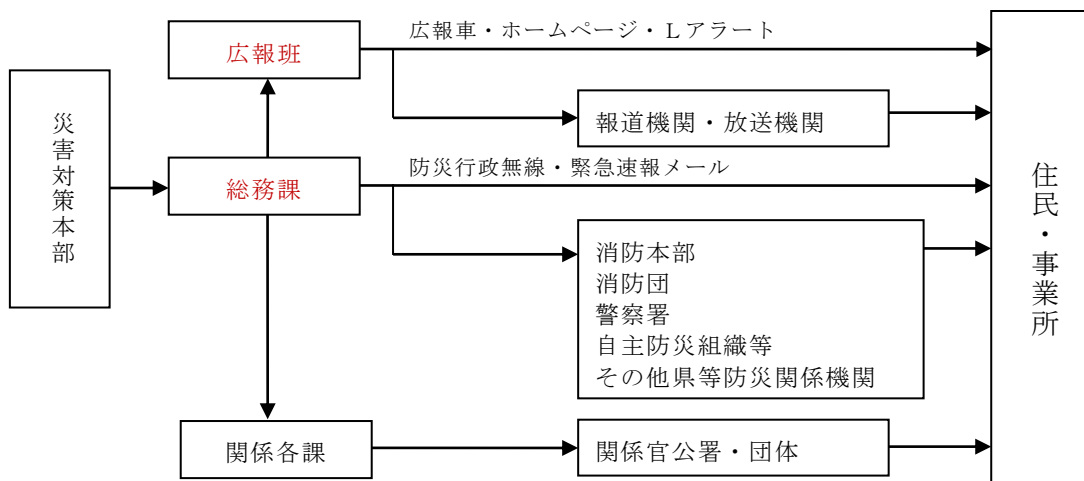 広報車・ホームページ・Ｌアラート
広報班
報道機関・放送機関
災害対策本部
防災行政無線・緊急速報メール
総務課
住民・事業所
消防本部
消防団
警察署
自主防災組織等
その他県等防災関係機関
関係各課
関係官公署・団体